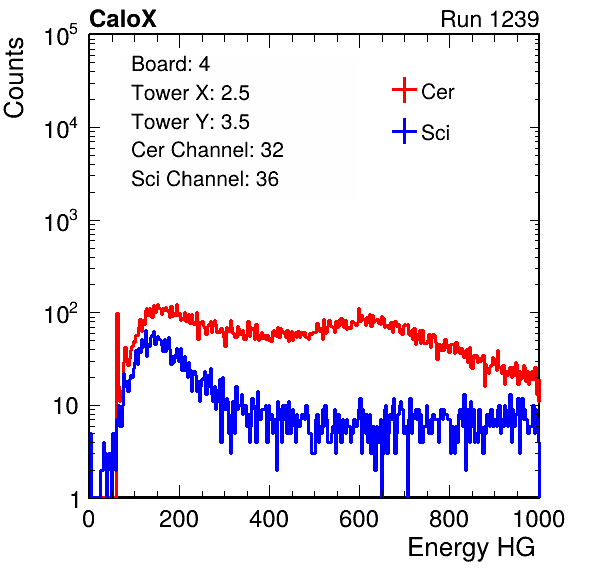 CaloX Run 1239
Counts
Board: 4
Tower X: 2.5
Tower Y: 3.5
Cer Channel: 32
Sci Channel: 36
Cer
Sci
10^5
10^4
10^3
10^2
10
1
0 200 400 600 800 1000
Energy HG